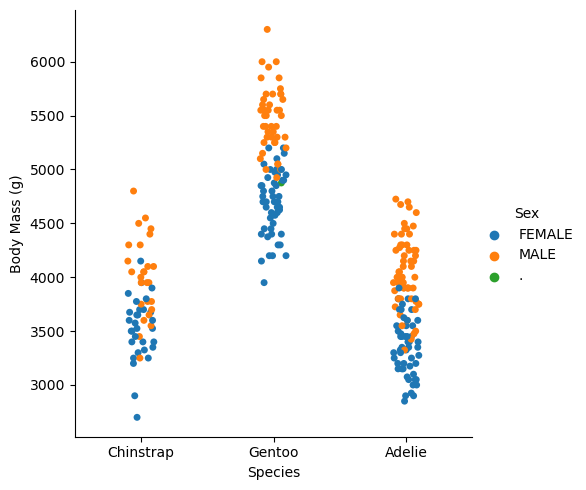 6000
5500
5000
4500
4000
3500
3000
Body Mass (g)
Chinstrap
Gentoo
Adelie
Species
Sex
FEMALE
MALE
.